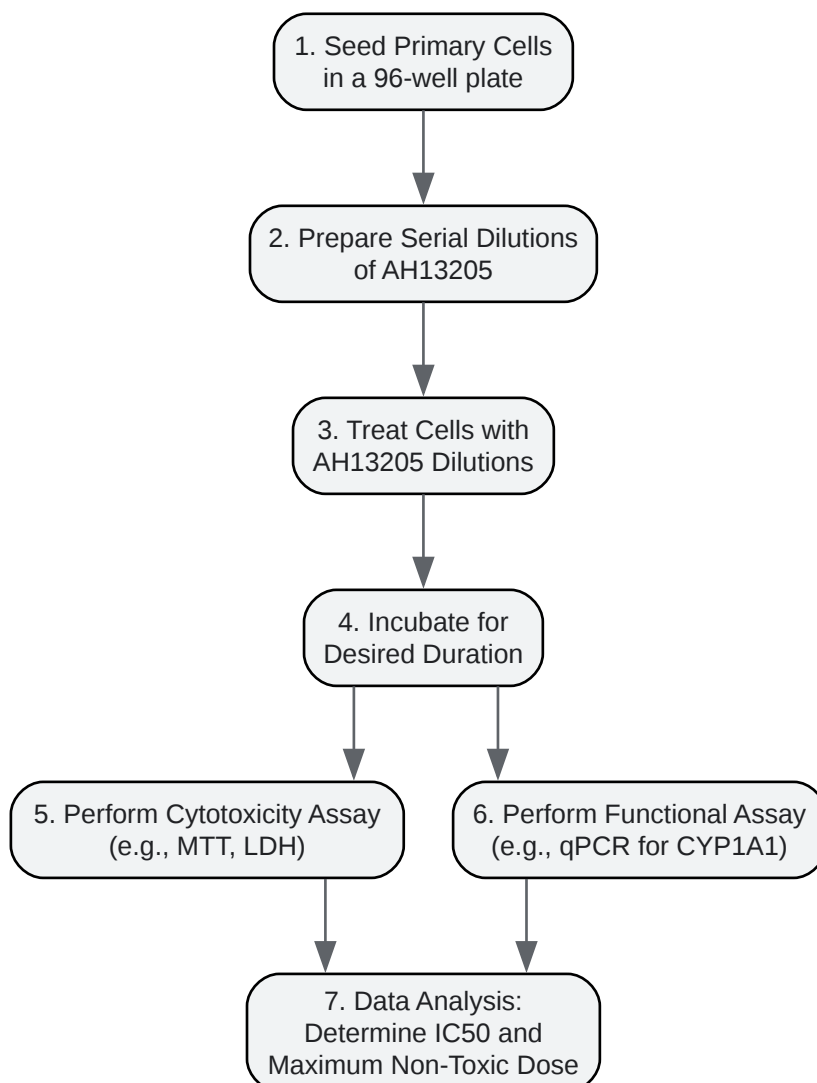 1. Seed Primary Cells
in a 96-well plate
2. Prepare Serial Dilutions
of AH13205
3. Treat Cells with
AH13205 Dilutions
4. Incubate for
Desired Duration
5. Perform Cytotoxicity Assay
(e.g., MTT, LDH)
6. Perform Functional Assay
(e.g., qPCR for CYP1A1)
7. Data Analysis:
Determine IC50 and
Maximum Non-Toxic Dose